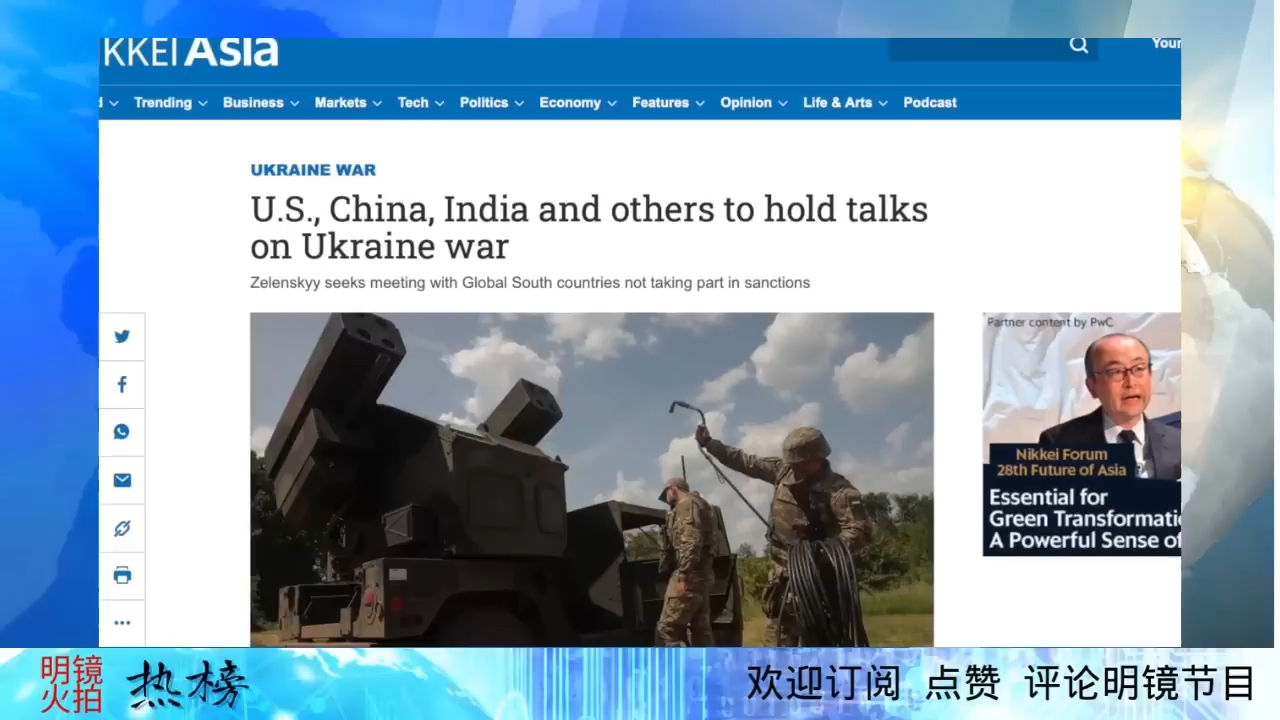 KKEI Asia
Your
Trending
Business
Markets
Tech
Politics
Economy
Features
Opinion
Life & Arts
Podcast
UKRAINE WAR
U.S., China, India and others to hold talks
on Ukraine war
Zelenskyy seeks meeting with Global South countries not taking part in sanctions
Partner content by PwC
Nikkei Forum
28th Future of Asia
Essential for
Green Transformati
A Powerful Sense of
明镜
火拍
热榜
欢迎订阅 点赞 评论明镜节目